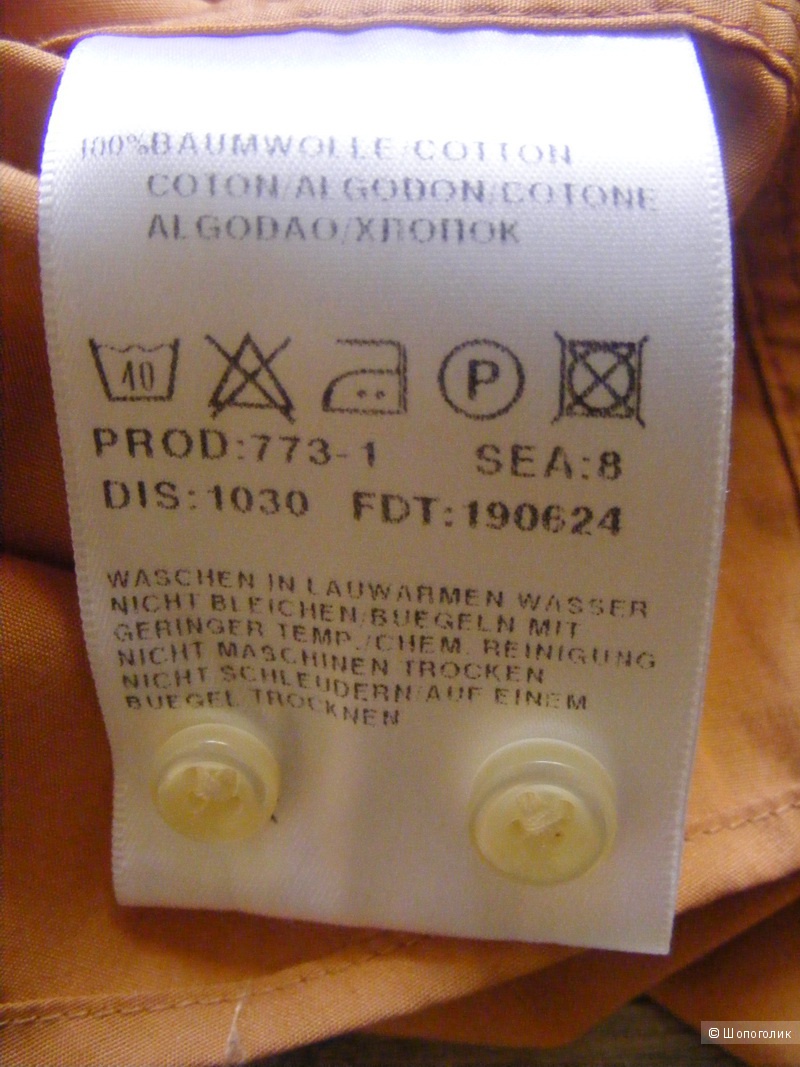 100% BAUMWOLLE/COTTON
COTON/ALGODON/COTONE
ALGODAO/ХЛОПОК
40 P
PROD:773-1 SEA:8
DIS:1030 FDT:190624
WASCHEN IN LAUWARMEN WASSER
NICHT BLEICHEN/BUEGELN MIT
GERINGER TEMP./CHEM. REINIGUNG
NICHT MASCHINEN TROCKEN
NICHT SCHLEUDERN/AUF EINEM
BUEGEL TROCKNEN
© Шопоголик